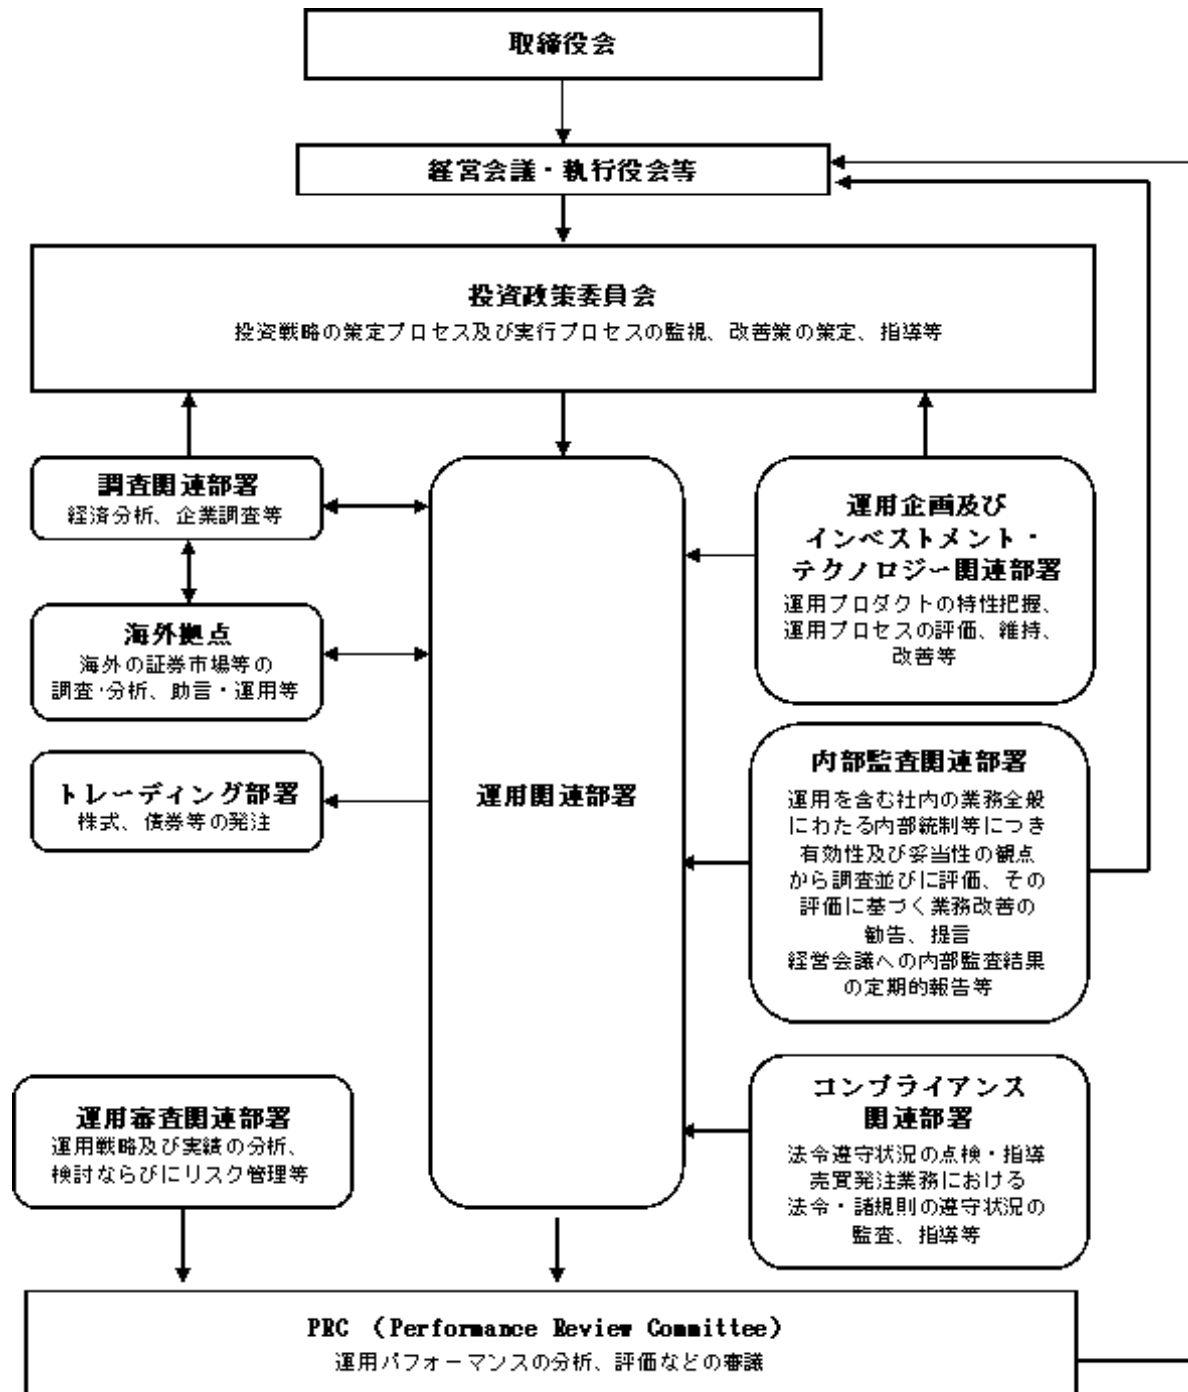 取締役会
経営会議・執行役会等
投資政策委員会
投資戦略の策定プロセス及び実行プロセスの監視、改善策の策定、指導等
調査関連部署
経済分析、企業調査等
海外拠点
海外の証券市場等の
調査・分析、助言・運用等
トレーディング部署
株式、債券等の発注
運用関連部署
運用企画及び
インベストメント・
テクノロジー関連部署
運用プロダクトの特性把握、
運用プロセスの評価、維持、
改善等
内部監査関連部署
運用を含む社内の業務全般
にわたる内部統制等につき
有効性及び妥当性の観点
から調査並びに評価、その
評価に基づく業務改善の
勧告、提言
経営会議への内部監査結果
の定期的報告等
運用審査関連部署
運用戦略及び実績の分析、
検討ならびにリスク管理等
コンプライアンス
関連部署
法令遵守状況の点検・指導
売買発注業務における
法令・諸規則の遵守状況の
監査、指導等
PRC （Performance Review Committee）
運用パフォーマンスの分析、評価などの審議